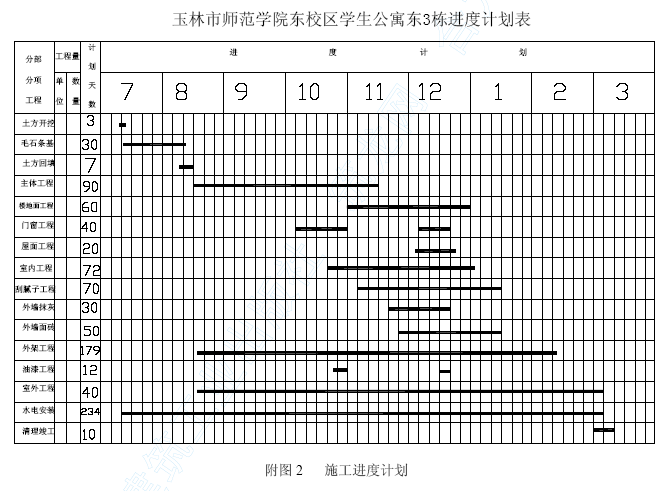 玉林市师范学院东校区学生公寓东3栋进度计划表
分部分项工程 工程量 计划天数 进度计划
单位 数量 7 8 9 10 11 12 1 2 3
土方开挖 3
毛石条基 30
土方回填 7
主体工程 90
楼地面工程 60
门窗工程 40
屋面工程 20
室内工程 72
刮腻子工程 70
外墙抹灰 30
外墙面砖 50
外架工程 179
油漆工程 12
室外工程 40
水电安装 234
清理竣工 10
附图 2 施工进度计划